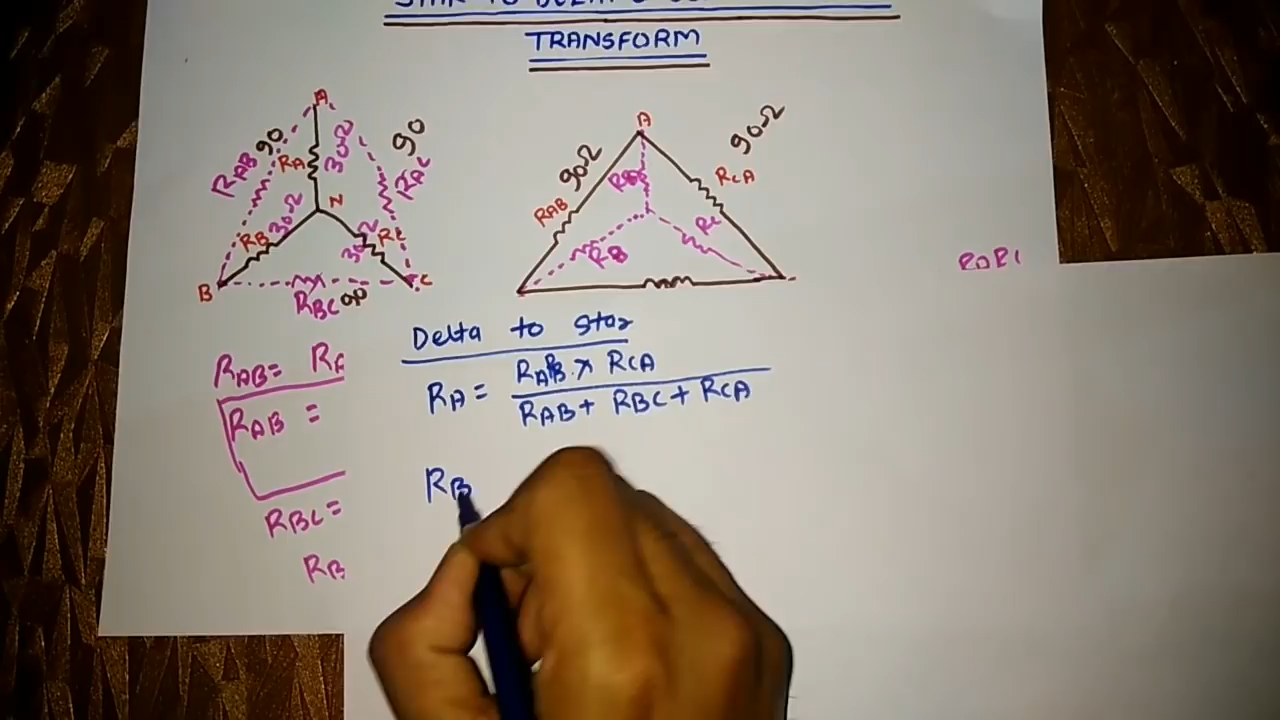 TRANSFORM
A
90
90
RAB
RA
30Ω
RAC
N
RB
30Ω
30Ω
RC
B
RBC
90
C
A
90Ω
90Ω
RAB
RCA
RB
RC
Delta to star
RAB = RA
RA = RAB × RCA
RAB + RBC + RCA
RAB =
RB
RBC =
RB